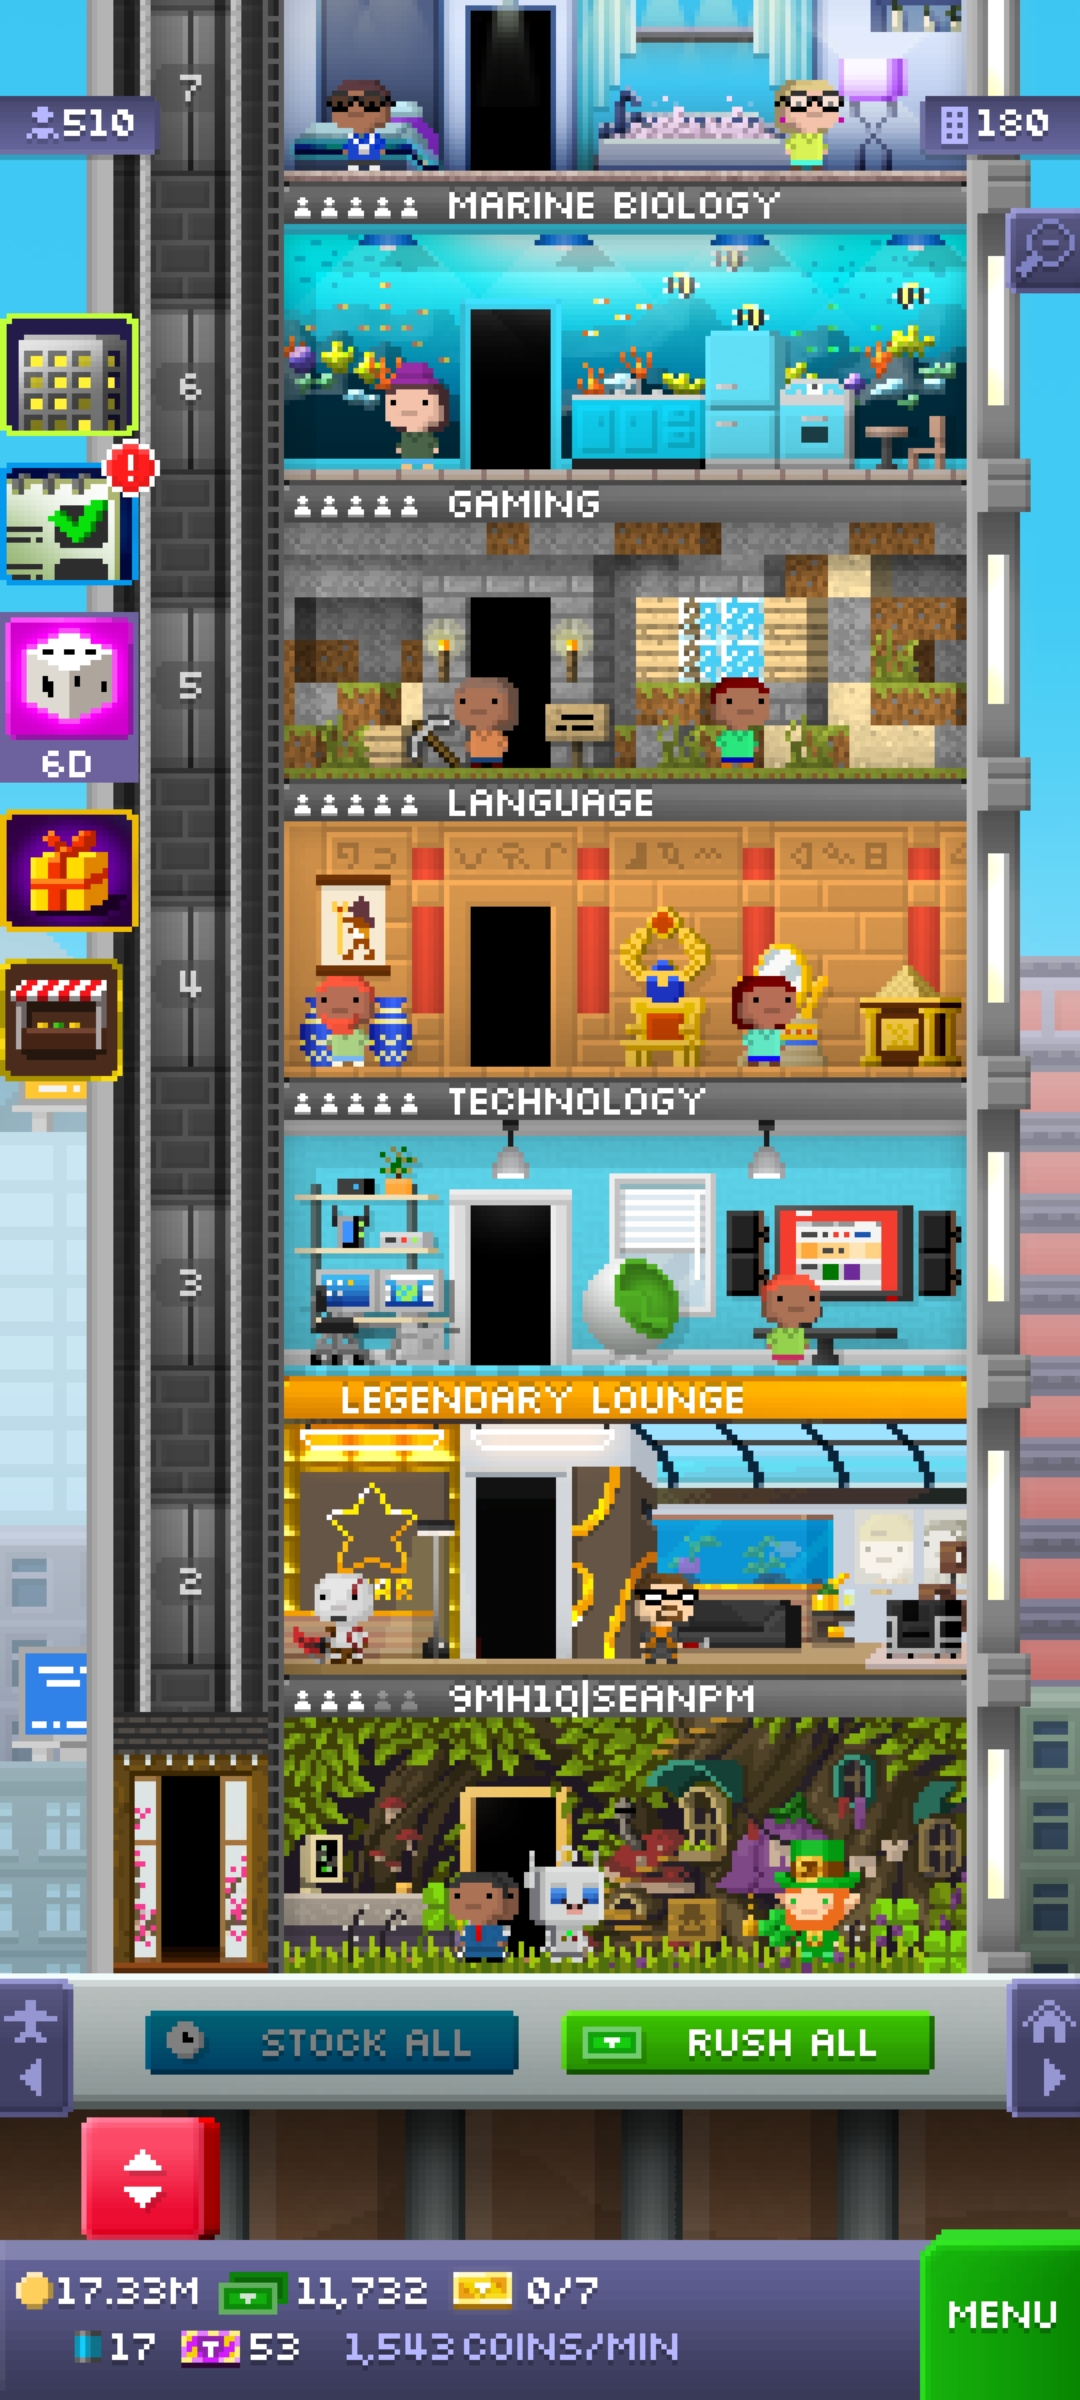 7
510
180
MARINE BIOLOGY
6
GAMING
5
6D
LANGUAGE
4
TECHNOLOGY
3
LEGENDARY LOUNGE
2
9MH1Q|SEANPM
STOCK ALL
RUSH ALL
17.33M 11,732 0/7
17 53 1,543 COINS/MIN
MENU